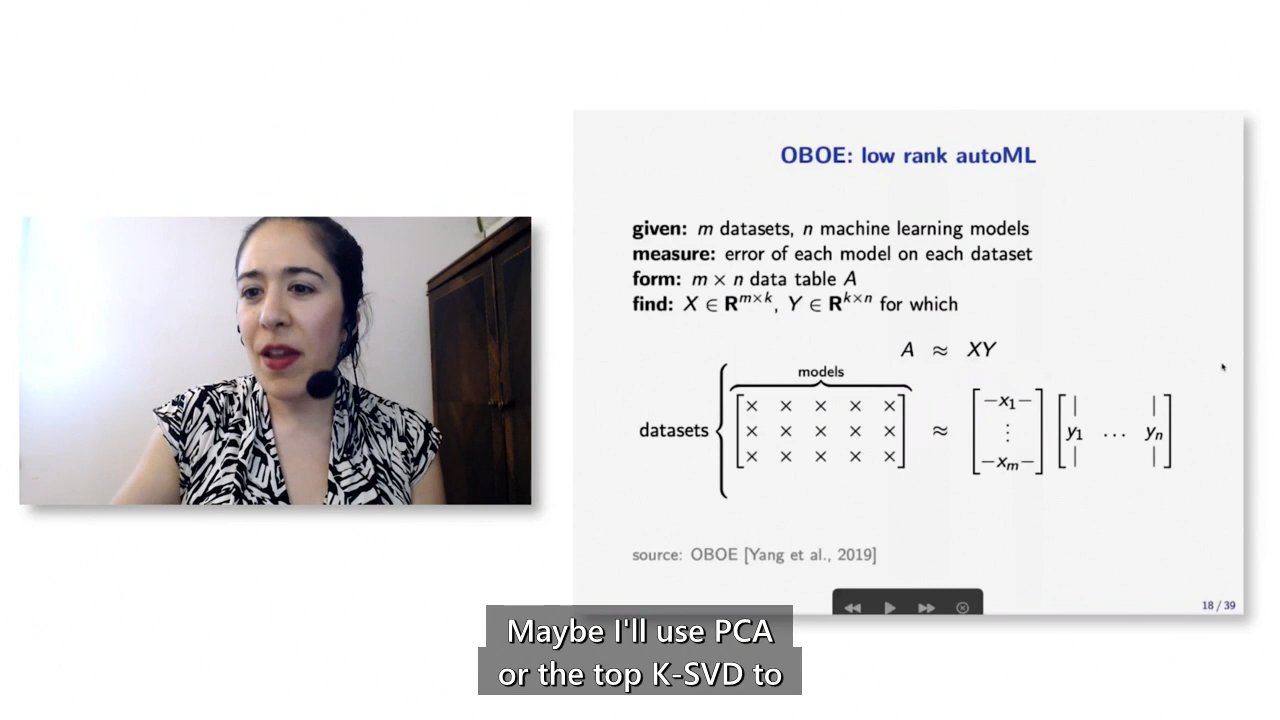 OBOE: low rank autoML
given: m datasets, n machine learning models
measure: error of each model on each dataset
form: m × n data table A
find: X ∈ R^{m×k}, Y ∈ R^{k×n} for which
A ≈ XY
models
datasets { [ × × × × × ] ≈ [ —x₁— ] [ | | ]
[ × × × × × ] [ ⋮ ] [ y₁ … yₙ ]
[ × × × × × ] [ —xₘ— ] [ | | ]
source: OBOE [Yang et al., 2019]
18 / 39
Maybe I'll use PCA
or the top K-SVD to